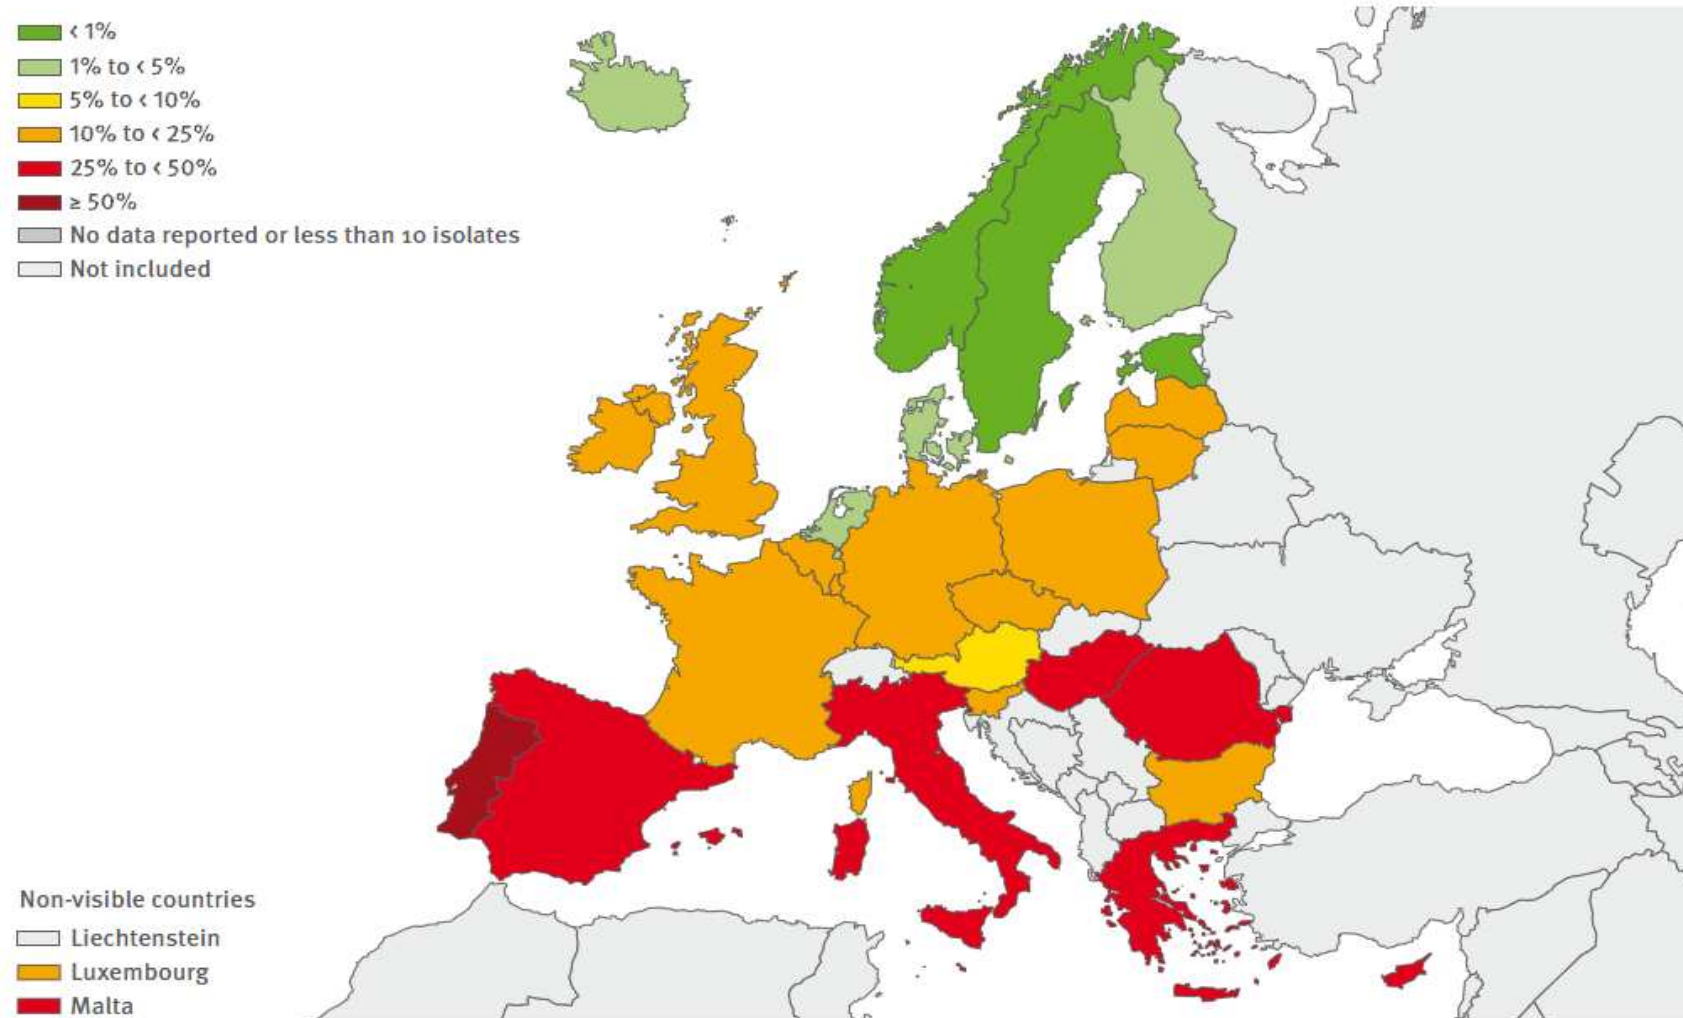 < 1%
1% to < 5%
5% to < 10%
10% to < 25%
25% to < 50%
≥ 50%
No data reported or less than 10 isolates
Not included
Non-visible countries
Liechtenstein
Luxembourg
Malta